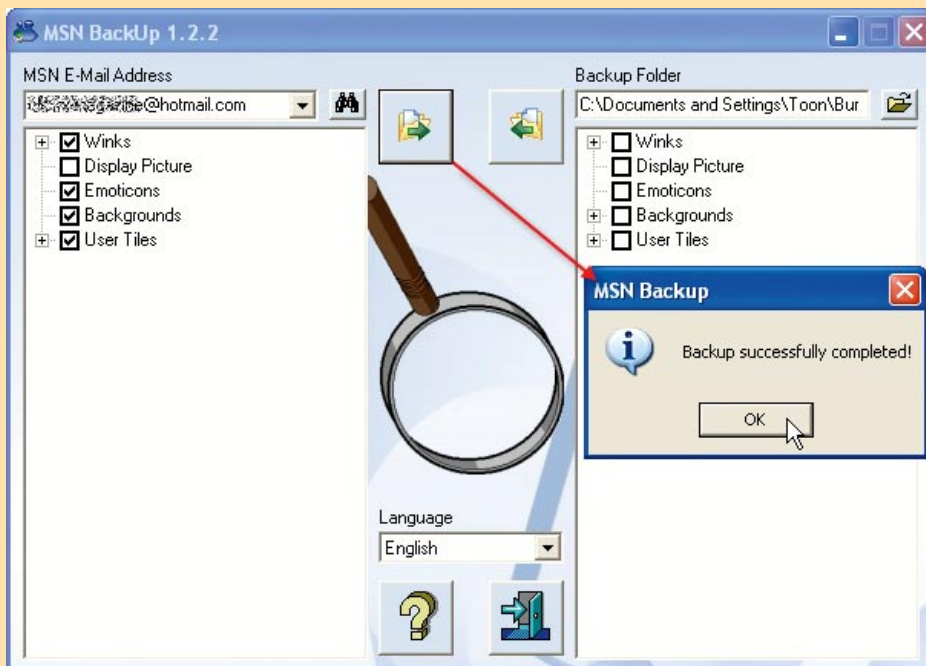 MSN BackUp 1.2.2
MSN E-Mail Address
@hotmail.com
Winks
Display Picture
Emoticons
Backgrounds
User Tiles
Language
English
Backup Folder
C:\Documents and Settings\Toon\Bur
Winks
Display Picture
Emoticons
Backgrounds
User Tiles
MSN Backup
Backup successfully completed!
OK